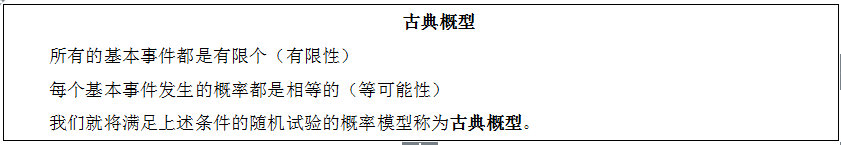 古典概型
所有的基本事件都是有限个（有限性）
每个基本事件发生的概率都是相等的（等可能性）
我们就将满足上述条件的随机试验的概率模型称为古典概型。